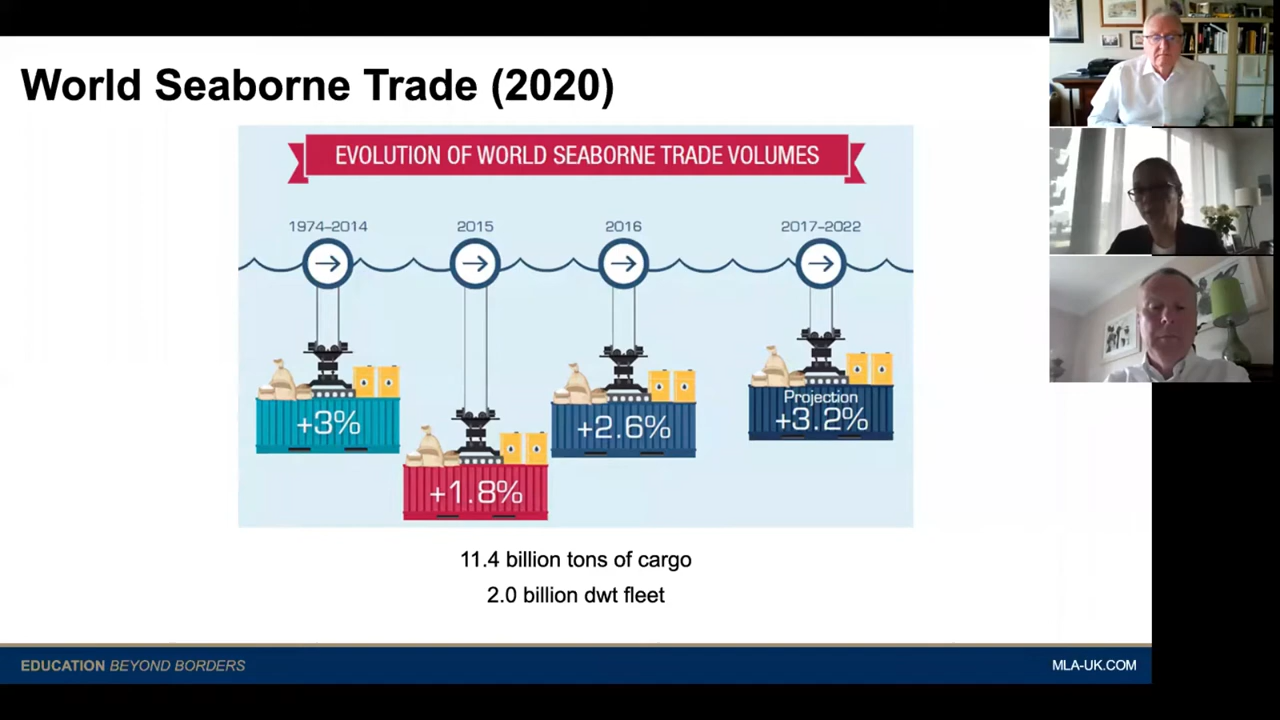 World Seaborne Trade (2020)
EVOLUTION OF WORLD SEABORNE TRADE VOLUMES
1974–2014 2015 2016 2017–2022
+3% +1.8% +2.6% Projection
+3.2%
11.4 billion tons of cargo
2.0 billion dwt fleet
EDUCATION BEYOND BORDERS MLA-UK.COM